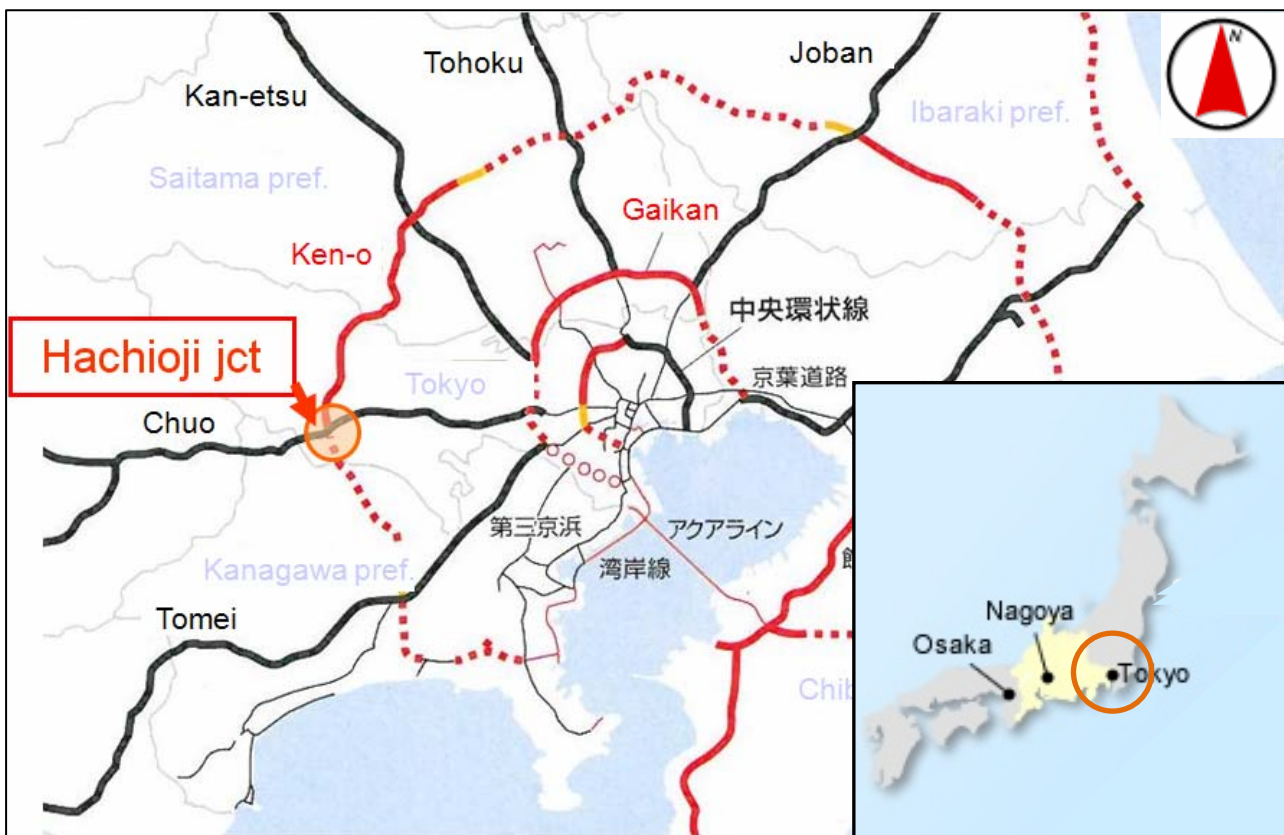 Tohoku
Joban
N
Kan-etsu
Ibaraki pref.
Saitama pref.
Gaikan
Ken-o
中央環状線
Hachioji jct
Tokyo
京葉道路
Chuo
第三京浜
アクアライン
湾岸線
Kanagawa pref.
Tomei
Chib
Nagoya
Osaka
Tokyo